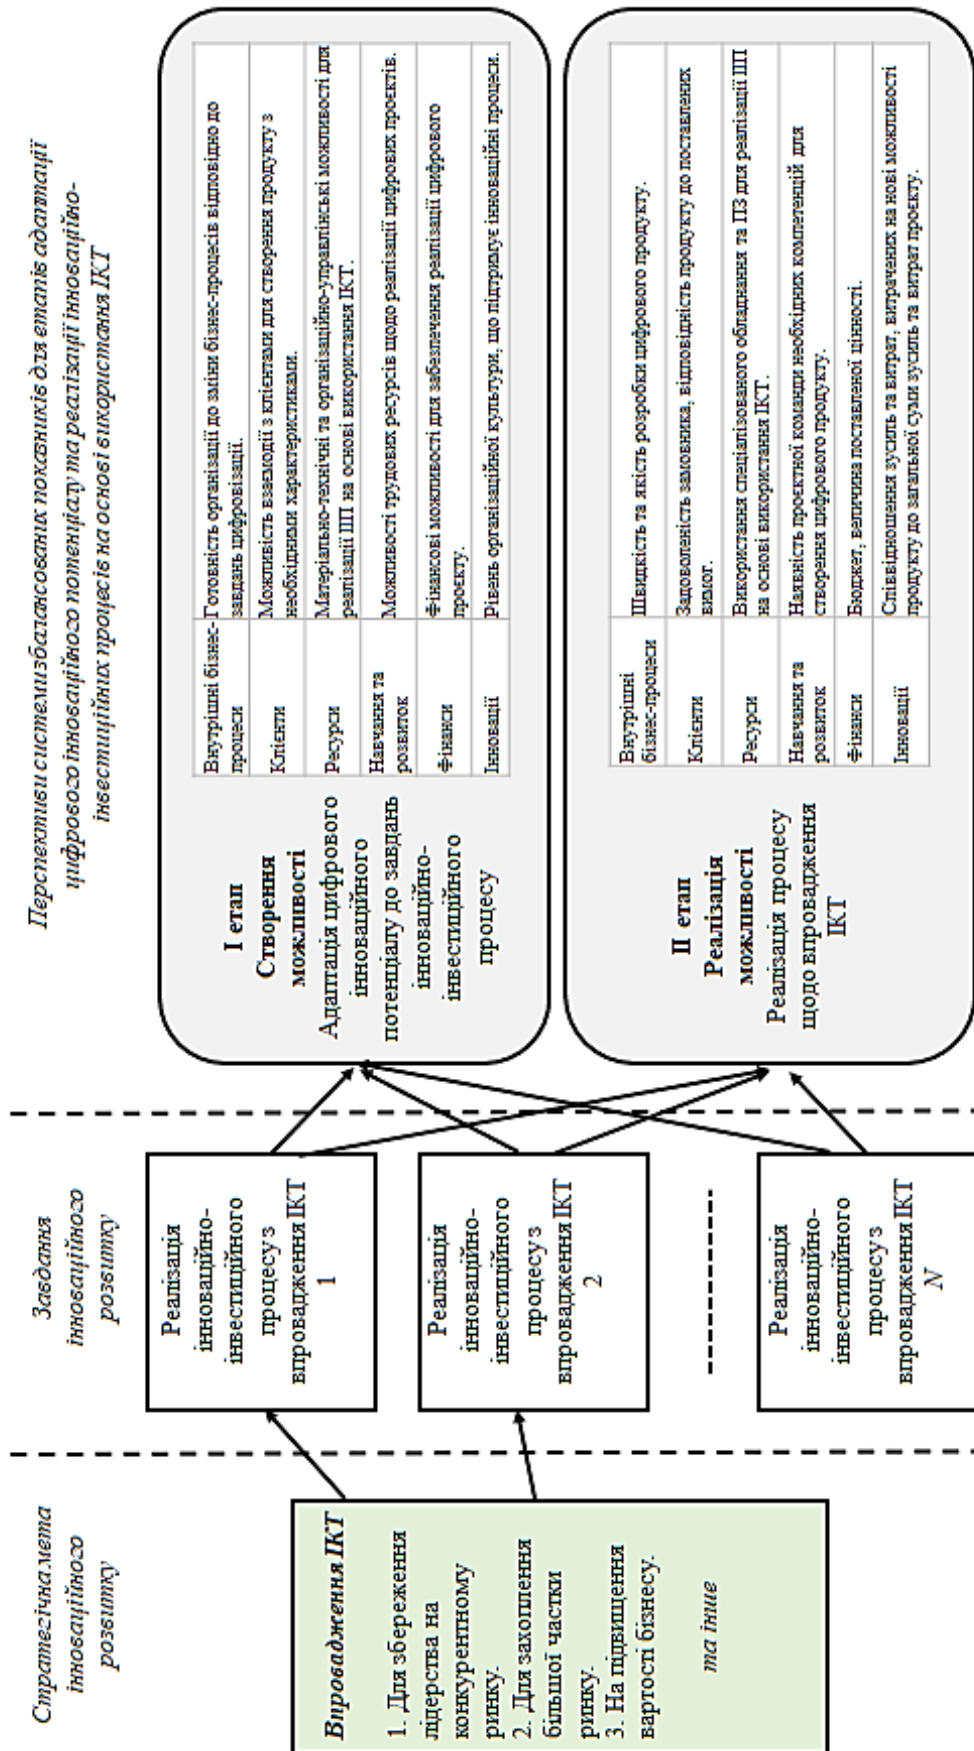 Стратегічна мета
інноваційного
розвитку
Завдання
інноваційного
розвитку
Перспективи системи збалансованих показників для етапів адаптації
цифрового інноваційного потенціалу та реалізації інноваційно-
інвестиційних процесів на основі використання ІКТ
Впровадження ІКТ
1. Для збереження
лідерства на
конкурентному
ринку.
2. Для захоплення
більшої частки
ринку.
3. На підвищення
вартості бізнесу.
та інше
Реалізація
інноваційно-
інвестиційного
процесу з
впровадження ІКТ
1
Реалізація
інноваційно-
інвестиційного
процесу з
впровадження ІКТ
2
Реалізація
інноваційно-
інвестиційного
процесу з
впровадження ІКТ
N
І етап
Створення
можливості
Адаптація цифрового
інноваційного
потенціалу до завдань
інноваційно-
інвестиційного
процесу
Внутрішні бізнес-
процеси
Готовність організації до зміни бізнес-процесів відповідно до
завдань цифровізації.
Клієнти
Можливість взаємодії з клієнтами для створення продукту з
необхідними характеристиками.
Ресурси
Матеріально-технічні та організаційно-управлінські можливості для
реалізації ІІП на основі використання ІКТ.
Навчання та
розвиток
Можливості трудових ресурсів щодо реалізації цифрових проєктів.
Фінанси
Фінансові можливості для забезпечення реалізації цифрового
проєкту.
Інновації
Рівень організаційної культури, що підтримує інноваційні процеси.
ІІ етап
Реалізація
можливості
Реалізація процесу
щодо впровадження
ІКТ
Внутрішні
бізнес-процеси
Швидкість та якість розробки цифрового продукту.
Клієнти
Задоволеність замовника, відповідність продукту до поставлених
вимог.
Ресурси
Використання спеціалізованого обладнання та ПЗ для реалізації ІІП
на основі використання ІКТ.
Навчання та
розвиток
Наявність проєктної команди необхідних компетенцій для
створення цифрового продукту.
Фінанси
Бюджет, величина поставленої цінності.
Інновації
Співвідношення зусиль та витрат, витрачених на нові можливості
продукту до загальної суми зусиль та витрат проєкту.